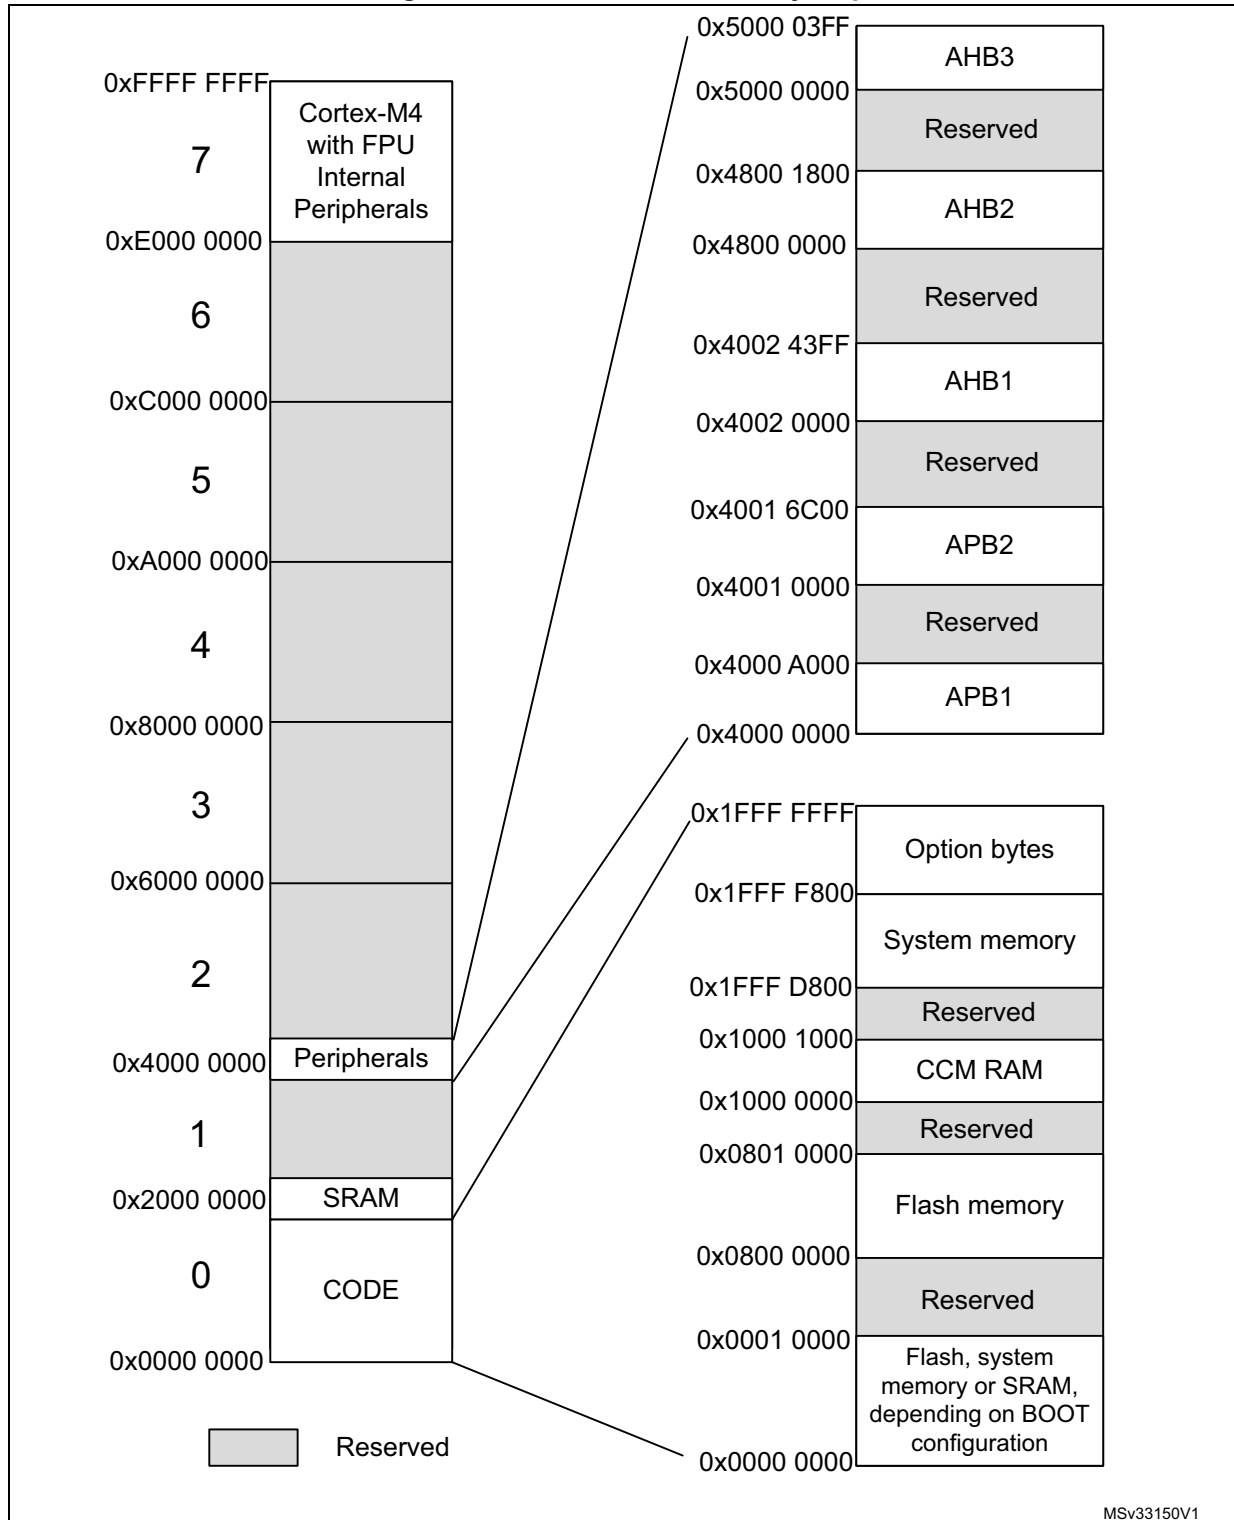 0xFFFF FFFF
Cortex-M4
with FPU
Internal
Peripherals
7
0xE000 0000
6
0xC000 0000
5
0xA000 0000
4
0x8000 0000
3
0x6000 0000
2
0x4000 0000
Peripherals
1
0x2000 0000
SRAM
0
CODE
0x0000 0000
Reserved
0x5000 03FF
AHB3
0x5000 0000
Reserved
0x4800 1800
AHB2
0x4800 0000
Reserved
0x4002 43FF
AHB1
0x4002 0000
Reserved
0x4001 6C00
APB2
0x4001 0000
Reserved
0x4000 A000
APB1
0x4000 0000
0x1FFF FFFF
Option bytes
0x1FFF F800
System memory
0x1FFF D800
Reserved
0x1000 1000
CCM RAM
0x1000 0000
Reserved
0x0801 0000
Flash memory
0x0800 0000
Reserved
0x0001 0000
Flash, system
memory or SRAM,
depending on BOOT
configuration
0x0000 0000
MSv33150V1